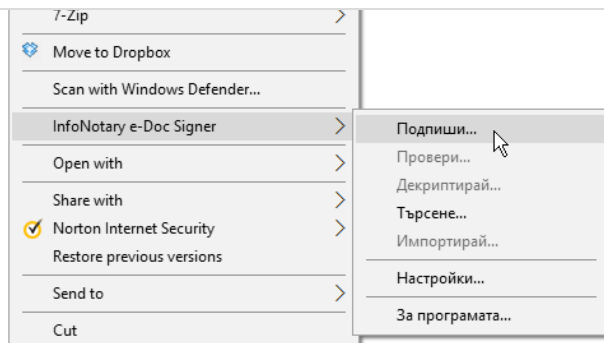 7-Zip
Move to Dropbox
Scan with Windows Defender...
InfoNotary e-Doc Signer
Open with
Share with
Norton Internet Security
Restore previous versions
Send to
Cut
Подпиши...
Провери...
Декриптирай...
Търсене...
Импортирай...
Настройки...
За програмата...